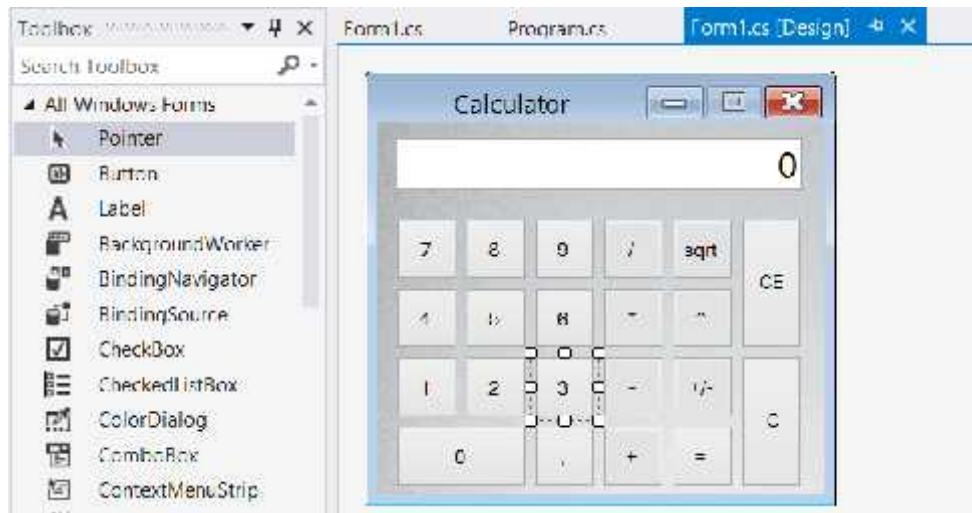 Toolbox
Form1.cs Program.cs Form1.cs [Design]
Search Toolbox
All Windows Forms
Pointer
Button
Label
BackgroundWorker
BindingNavigator
BindingSource
CheckBox
CheckedListBox
ColorDialog
ComboBox
ContextMenuStrip
Calculator
0
7 8 9 / sqrt
CE
4 5 6 * ^
1 2 3 - +/-
C
0 , + =